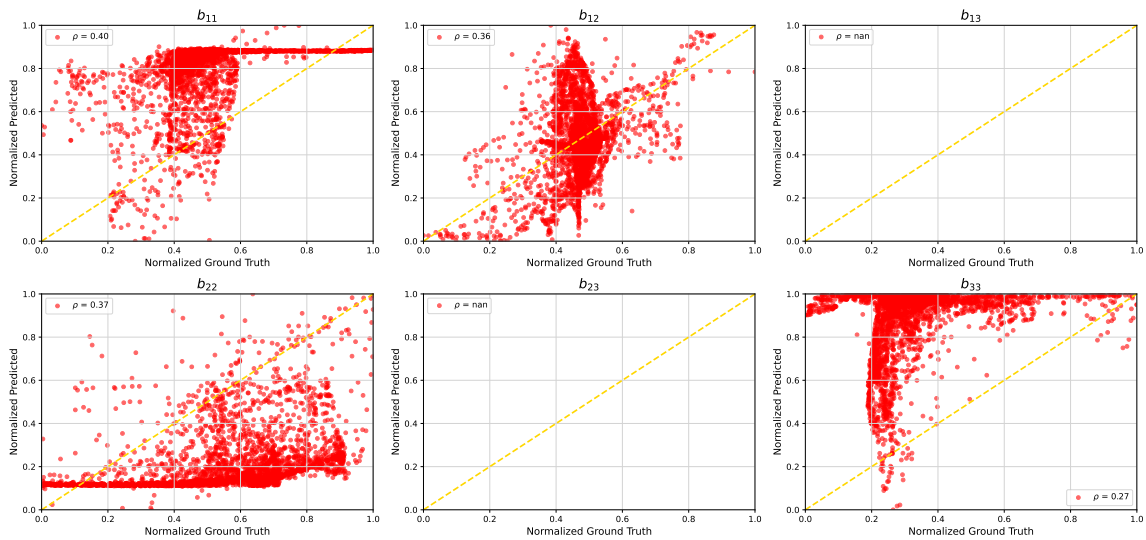 b₁₁
ρ = 0.40
Normalized Predicted
1.0
0.8
0.6
0.4
0.2
0.0
0.0 0.2 0.4 0.6 0.8 1.0
Normalized Ground Truth
b₁₂
ρ = 0.36
Normalized Predicted
1.0
0.8
0.6
0.4
0.2
0.0
0.0 0.2 0.4 0.6 0.8 1.0
Normalized Ground Truth
b₁₃
ρ = nan
Normalized Predicted
1.0
0.8
0.6
0.4
0.2
0.0
0.0 0.2 0.4 0.6 0.8 1.0
Normalized Ground Truth
b₂₂
ρ = 0.37
Normalized Predicted
1.0
0.8
0.6
0.4
0.2
0.0
0.0 0.2 0.4 0.6 0.8 1.0
Normalized Ground Truth
b₂₃
ρ = nan
Normalized Predicted
1.0
0.8
0.6
0.4
0.2
0.0
0.0 0.2 0.4 0.6 0.8 1.0
Normalized Ground Truth
b₃₃
Normalized Predicted
1.0
0.8
0.6
0.4
0.2
0.0
ρ = 0.27
0.0 0.2 0.4 0.6 0.8 1.0
Normalized Ground Truth